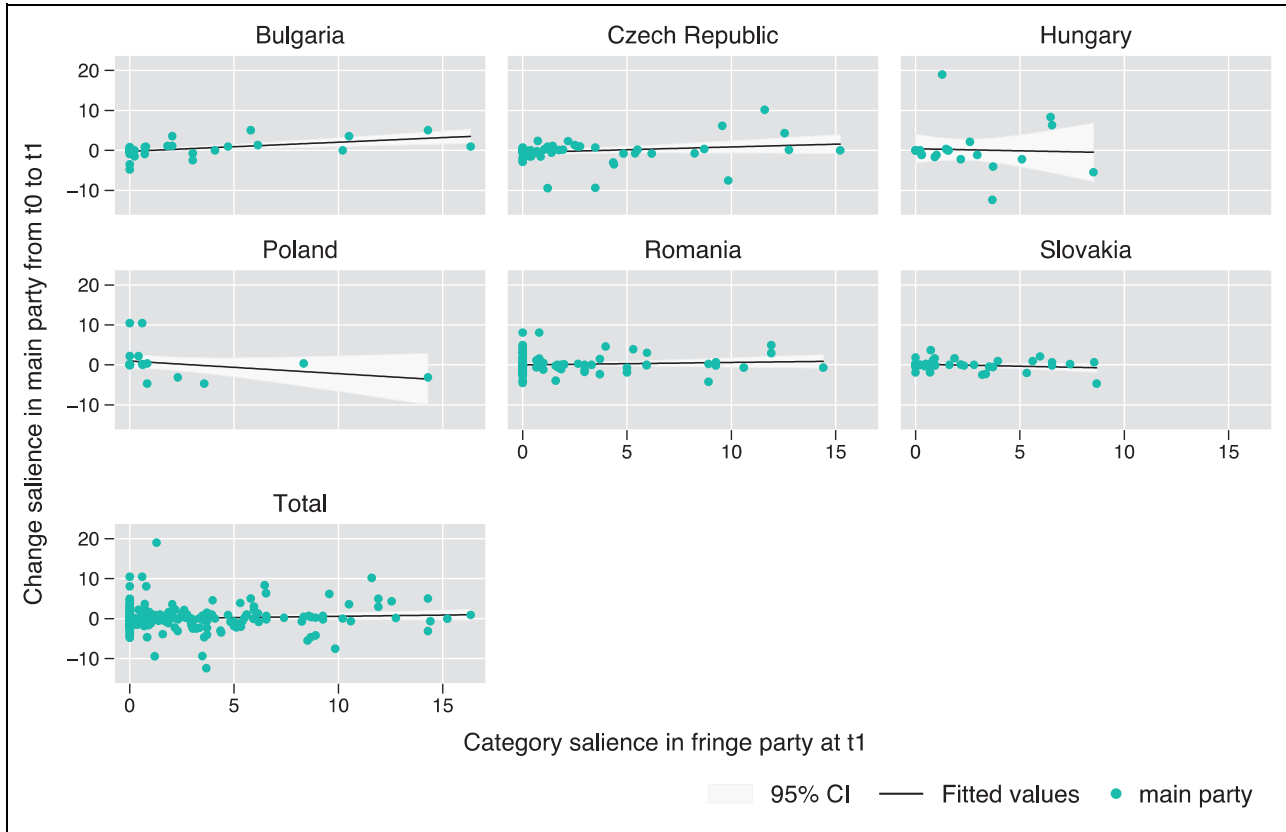 Bulgaria
Czech Republic
Hungary
20
10
0
−10
Poland
Romania
Slovakia
20
10
0
−10
0 5 10 15
0 5 10 15
Total
20
10
0
−10
0 5 10 15
Change salience in main party from t0 to t1
Category salience in fringe party at t1
95% CI
Fitted values
main party